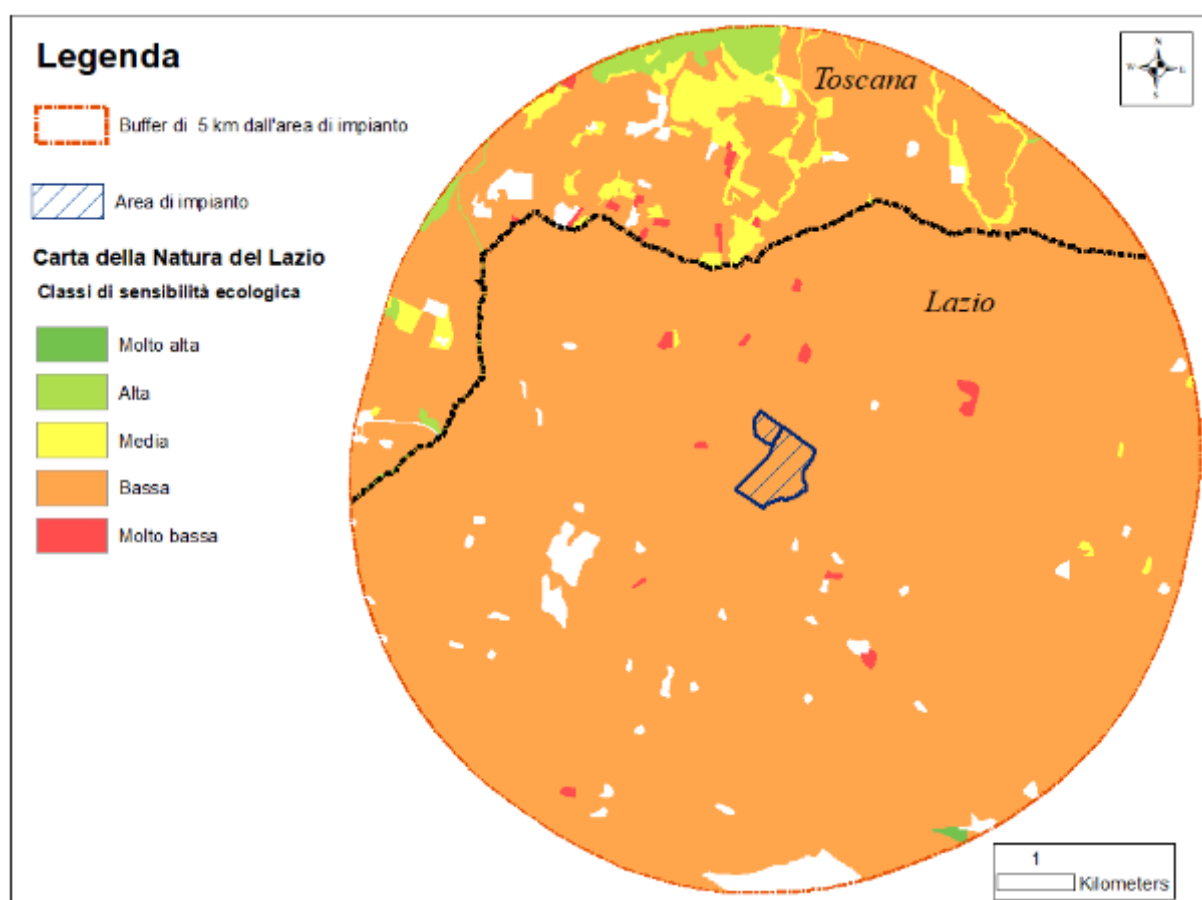 Legenda
Buffer di 5 km dall'area di impianto
Area di impianto
Carta della Natura del Lazio
Classi di sensibilità ecologica
Molto alta
Alta
Media
Bassa
Molto bassa
Toscana
Lazio
N
W
E
S
1
Kilometers